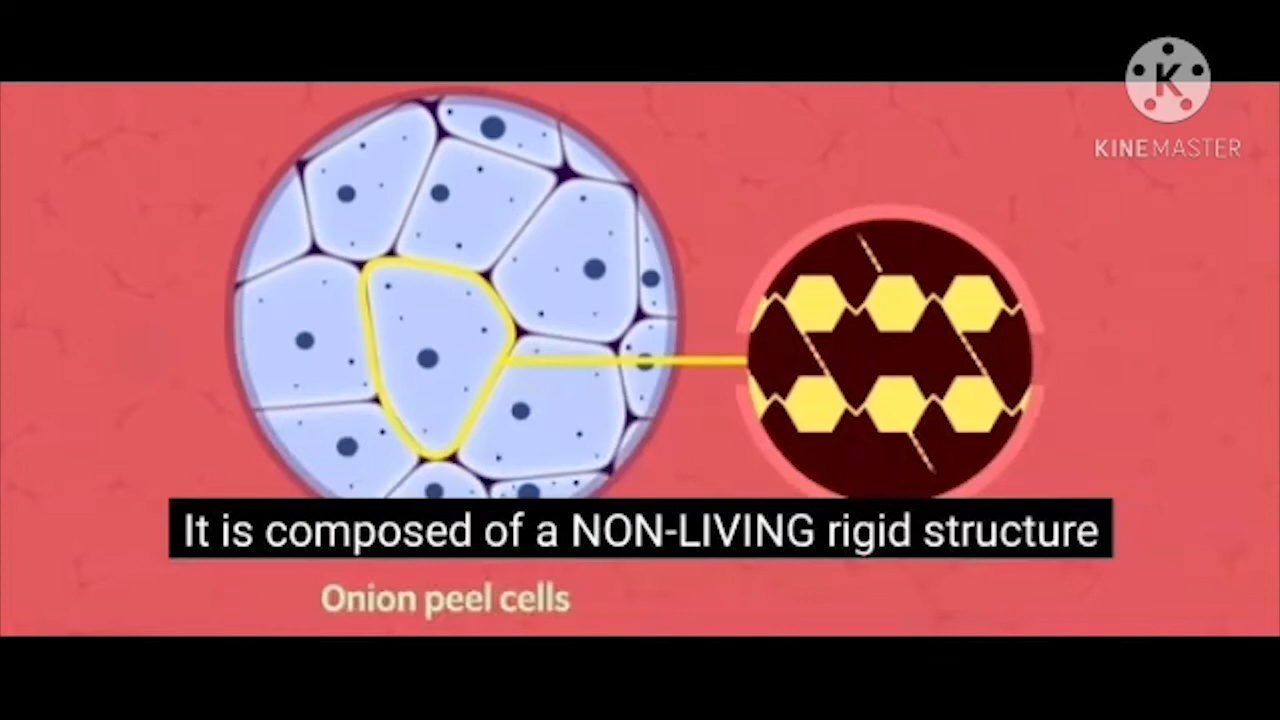 K
KINEMASTER
It is composed of a NON-LIVING rigid structure
Onion peel cells